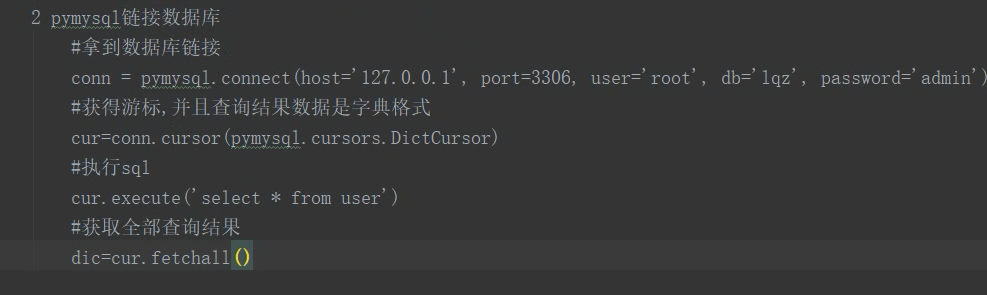 2 pymysql链接数据库
#拿到数据库链接
conn = pymysql.connect(host='127.0.0.1', port=3306, user='root', db='lqz', password='admin')
#获得游标,并且查询结果数据是字典格式
cur=conn.cursor(pymysql.cursors.DictCursor)
#执行sql
cur.execute('select * from user')
#获取全部查询结果
dic=cur.fetchall()